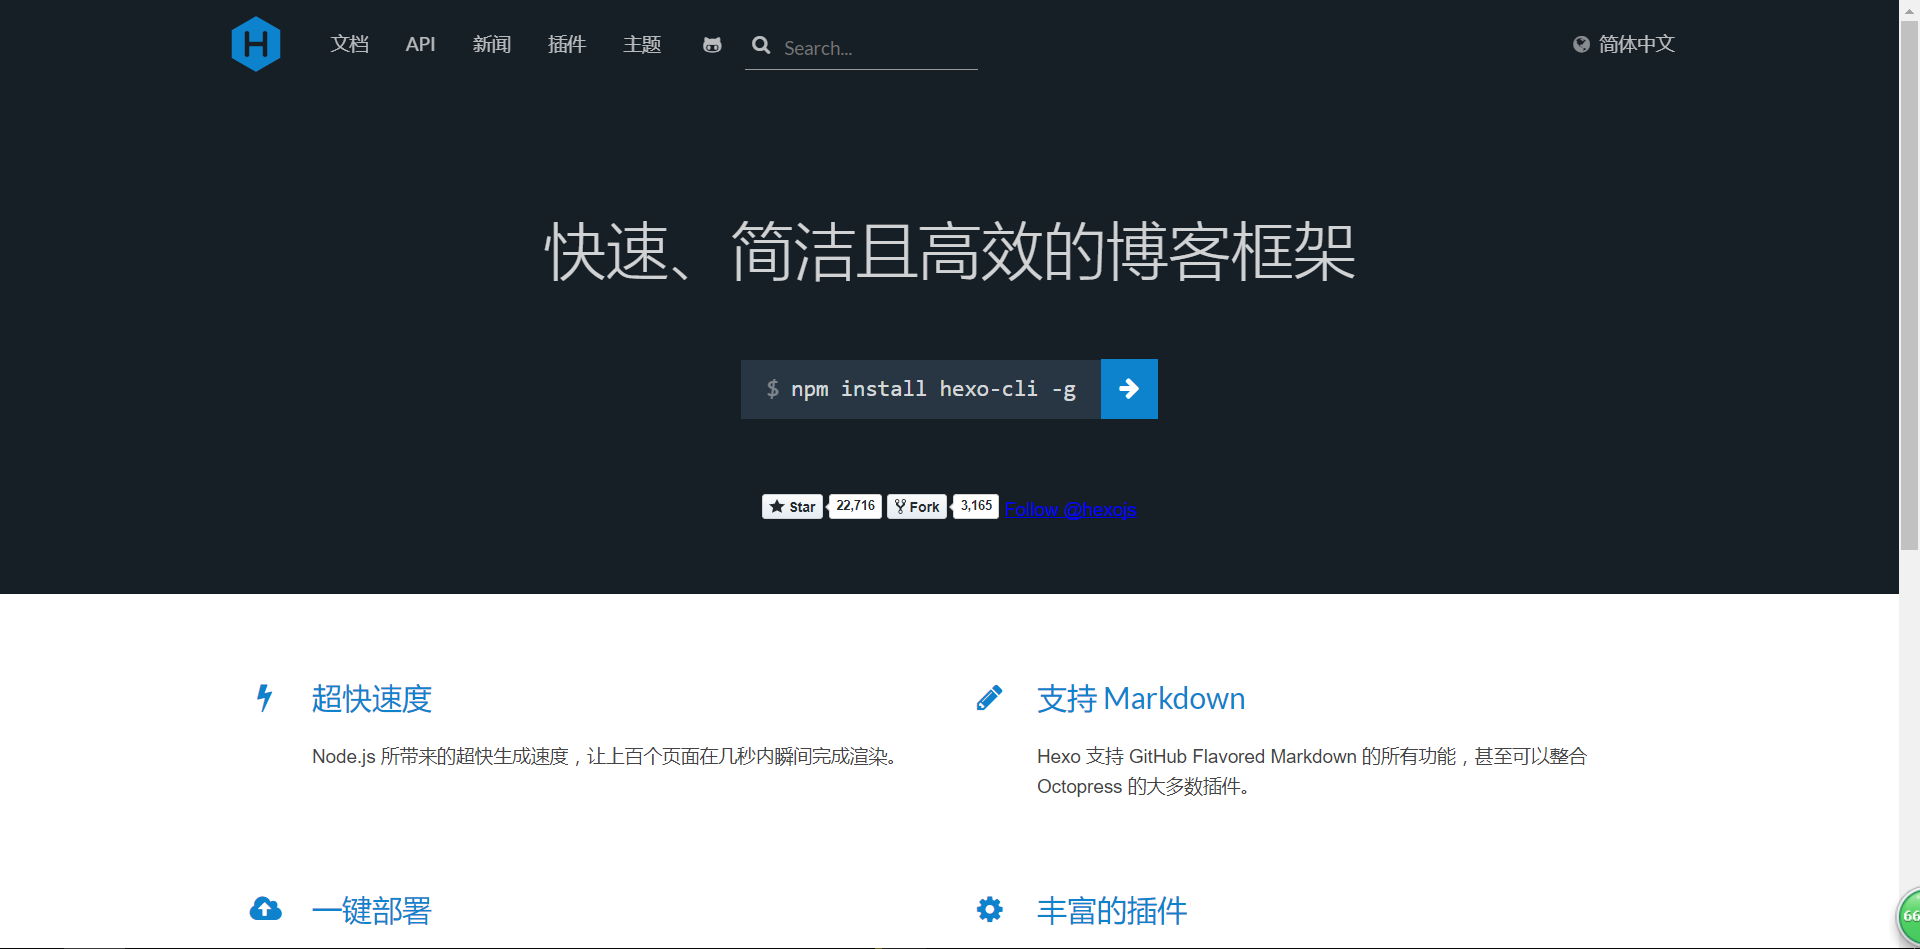 H 文档 API 新闻 插件 主题 Search... 简体中文
快速、简洁且高效的博客框架
$ npm install hexo-cli -g
Star 22,716 Fork 3,165 Follow @hexojs
超快速度
Node.js 所带来的超快生成速度，让上百个页面在几秒内瞬间完成渲染。
支持 Markdown
Hexo 支持 GitHub Flavored Markdown 的所有功能，甚至可以整合
Octopress 的大多数插件。
一键部署
丰富的插件
66